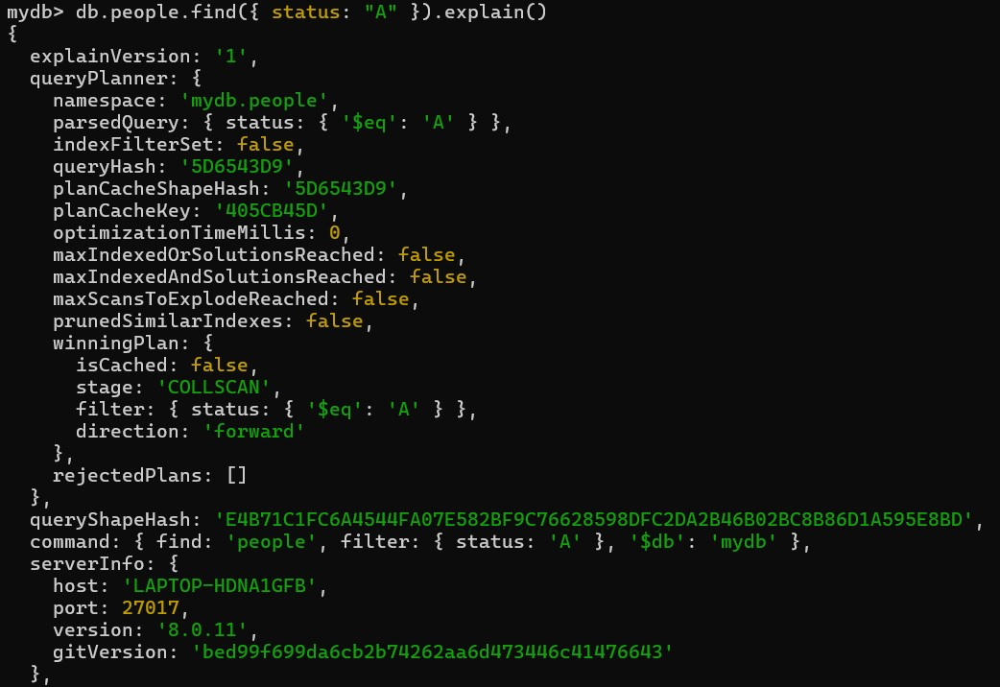 mydb> db.people.find({ status: "A" }).explain()
{
  explainVersion: '1',
  queryPlanner: {
    namespace: 'mydb.people',
    parsedQuery: { status: { '$eq': 'A' } },
    indexFilterSet: false,
    queryHash: '5D6543D9',
    planCacheShapeHash: '5D6543D9',
    planCacheKey: '405CB45D',
    optimizationTimeMillis: 0,
    maxIndexedOrSolutionsReached: false,
    maxIndexedAndSolutionsReached: false,
    maxScansToExplodeReached: false,
    prunedSimilarIndexes: false,
    winningPlan: {
      isCached: false,
      stage: 'COLLSCAN',
      filter: { status: { '$eq': 'A' } },
      direction: 'forward'
    },
    rejectedPlans: []
  },
  queryShapeHash: 'E4B71C1FC6A4544FA07E582BF9C76628598DFC2DA2B46B02BC8B86D1A595E8BD',
  command: { find: 'people', filter: { status: 'A' }, '$db': 'mydb' },
  serverInfo: {
    host: 'LAPTOP-HDNA1GFB',
    port: 27017,
    version: '8.0.11',
    gitVersion: 'bed99f699da6cb2b74262aa6d473446c41476643'
  },